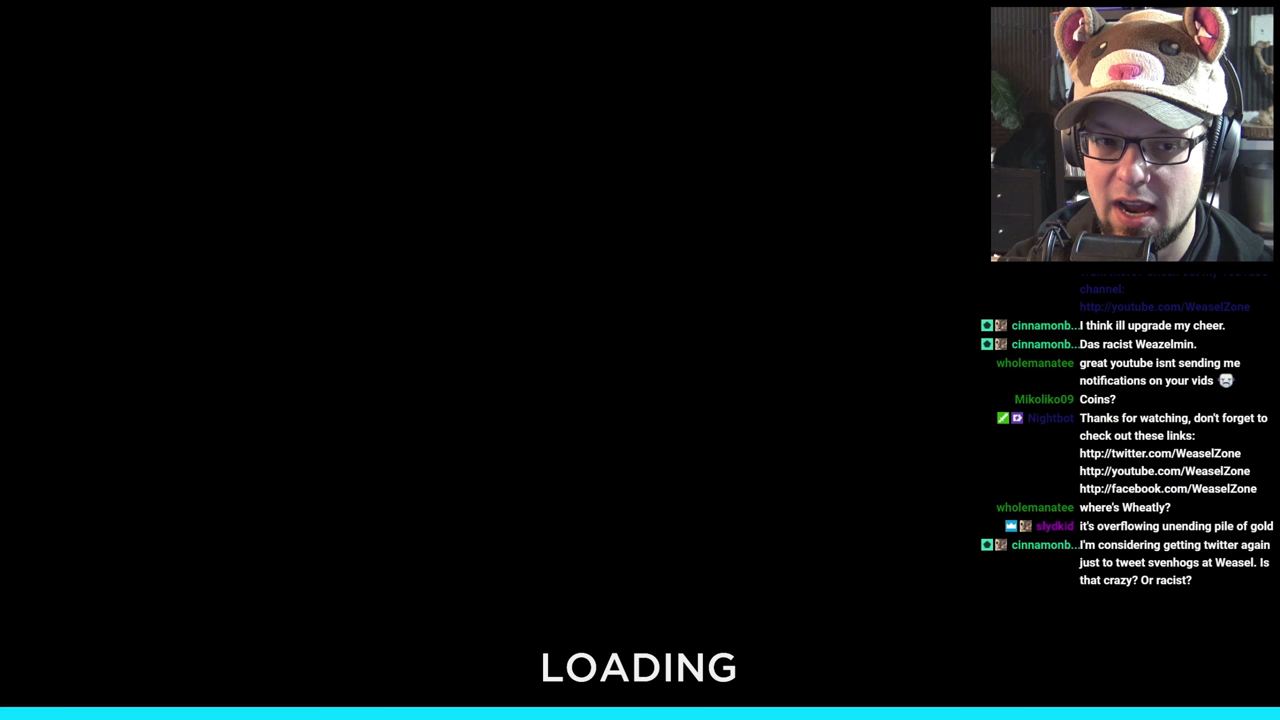 channel:
http://youtube.com/WeaselZone
cinnamonb... I think ill upgrade my cheer.
cinnamonb... Das racist Weazelmin.
wholemanatee great youtube isnt sending me
notifications on your vids
Mikoliko09 Coins?
Nightbot Thanks for watching, don't forget to
check out these links:
http://twitter.com/WeaselZone
http://youtube.com/WeaselZone
http://facebook.com/WeaselZone
wholemanatee where's Wheatly?
slydkid it's overflowing unending pile of gold
cinnamonb... I'm considering getting twitter again
just to tweet svenhogs at Weasel. Is
that crazy? Or racist?
LOADING